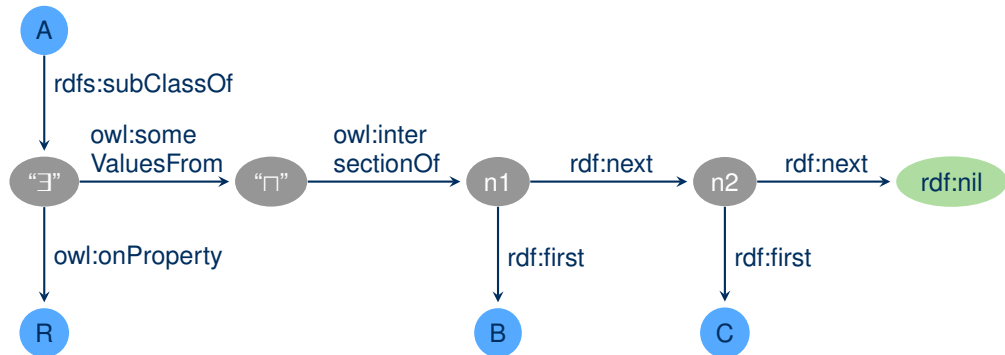 A
rdfs:subClassOf
owl:some
ValuesFrom
owl:inter
sectionOf
rdf:next
rdf:next
“∃”
“⊓”
n1
n2
rdf:nil
owl:onProperty
rdf:first
rdf:first
R
B
C